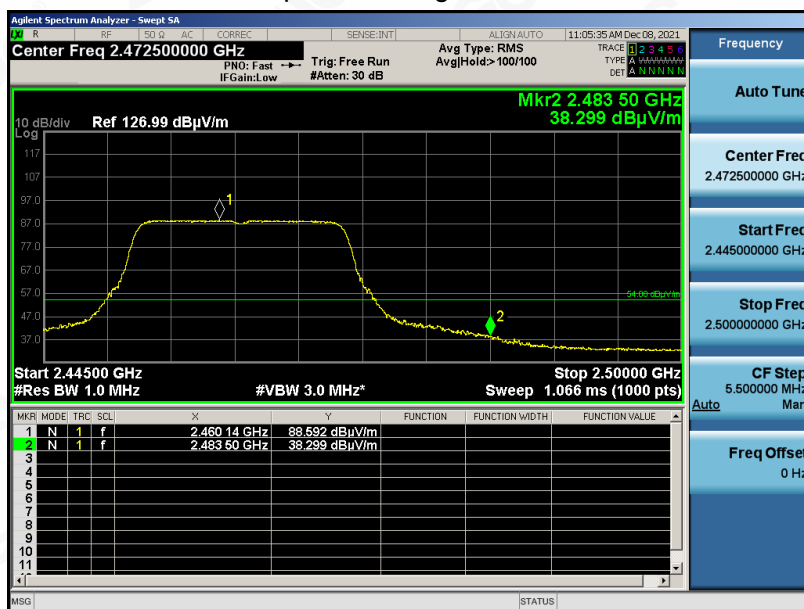 Agilent Spectrum Analyzer - Swept SA
LXI R RF 50 Ω AC CORREC SENSE:INT ALIGN AUTO 11:05:35 AM Dec 08, 2021
Center Freq 2.472500000 GHz
PNO: Fast
IFGain:Low
Trig: Free Run
#Atten: 30 dB
Avg Type: RMS
Avg|Hold:>100/100
TRACE 1 2 3 4 5 6
TYPE A WWWWW
DET A N N N N N
Mkr2 2.483 50 GHz
38.299 dBμV/m
10 dB/div Ref 126.99 dBμV/m
Log
117
107
97.0
87.0
77.0
67.0
57.0
47.0
37.0
1
54.00 dBμV/m
2
Start 2.44500 GHz Stop 2.50000 GHz
#Res BW 1.0 MHz #VBW 3.0 MHz* Sweep 1.066 ms (1000 pts)
MKR MODE TRC SCL X Y FUNCTION FUNCTION WIDTH FUNCTION VALUE
1 N 1 f 2.460 14 GHz 88.592 dBμV/m
2 N 1 f 2.483 50 GHz 38.299 dBμV/m
3
4
5
6
7
8
9
10
11
MSG STATUS
Frequency
Auto Tune
Center Freq
2.472500000 GHz
Start Freq
2.445000000 GHz
Stop Freq
2.500000000 GHz
CF Step
5.500000 MHz
Auto Man
Freq Offset
0 Hz